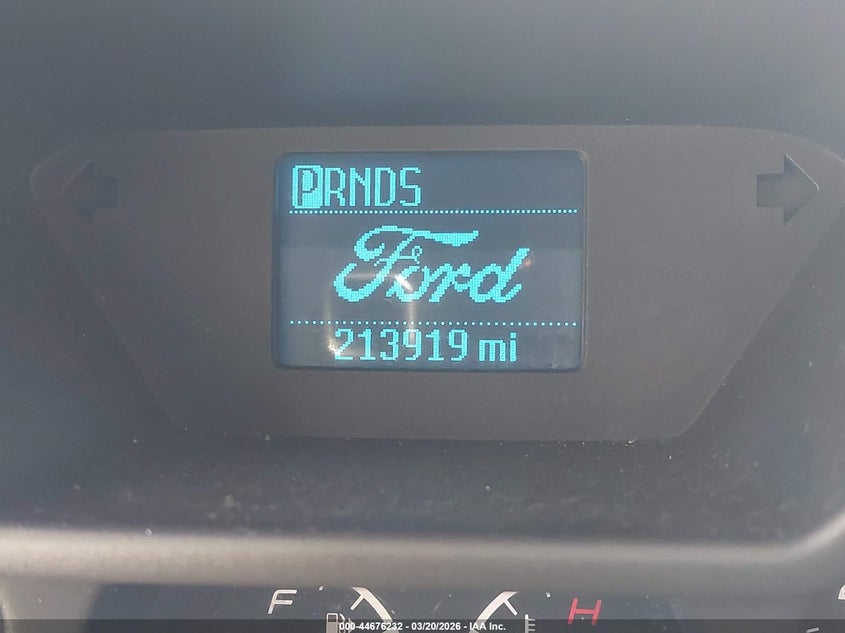 PRNDS
Ford
213919 mi
F H
000-44676232 - 03/20/2026 - IAA Inc.